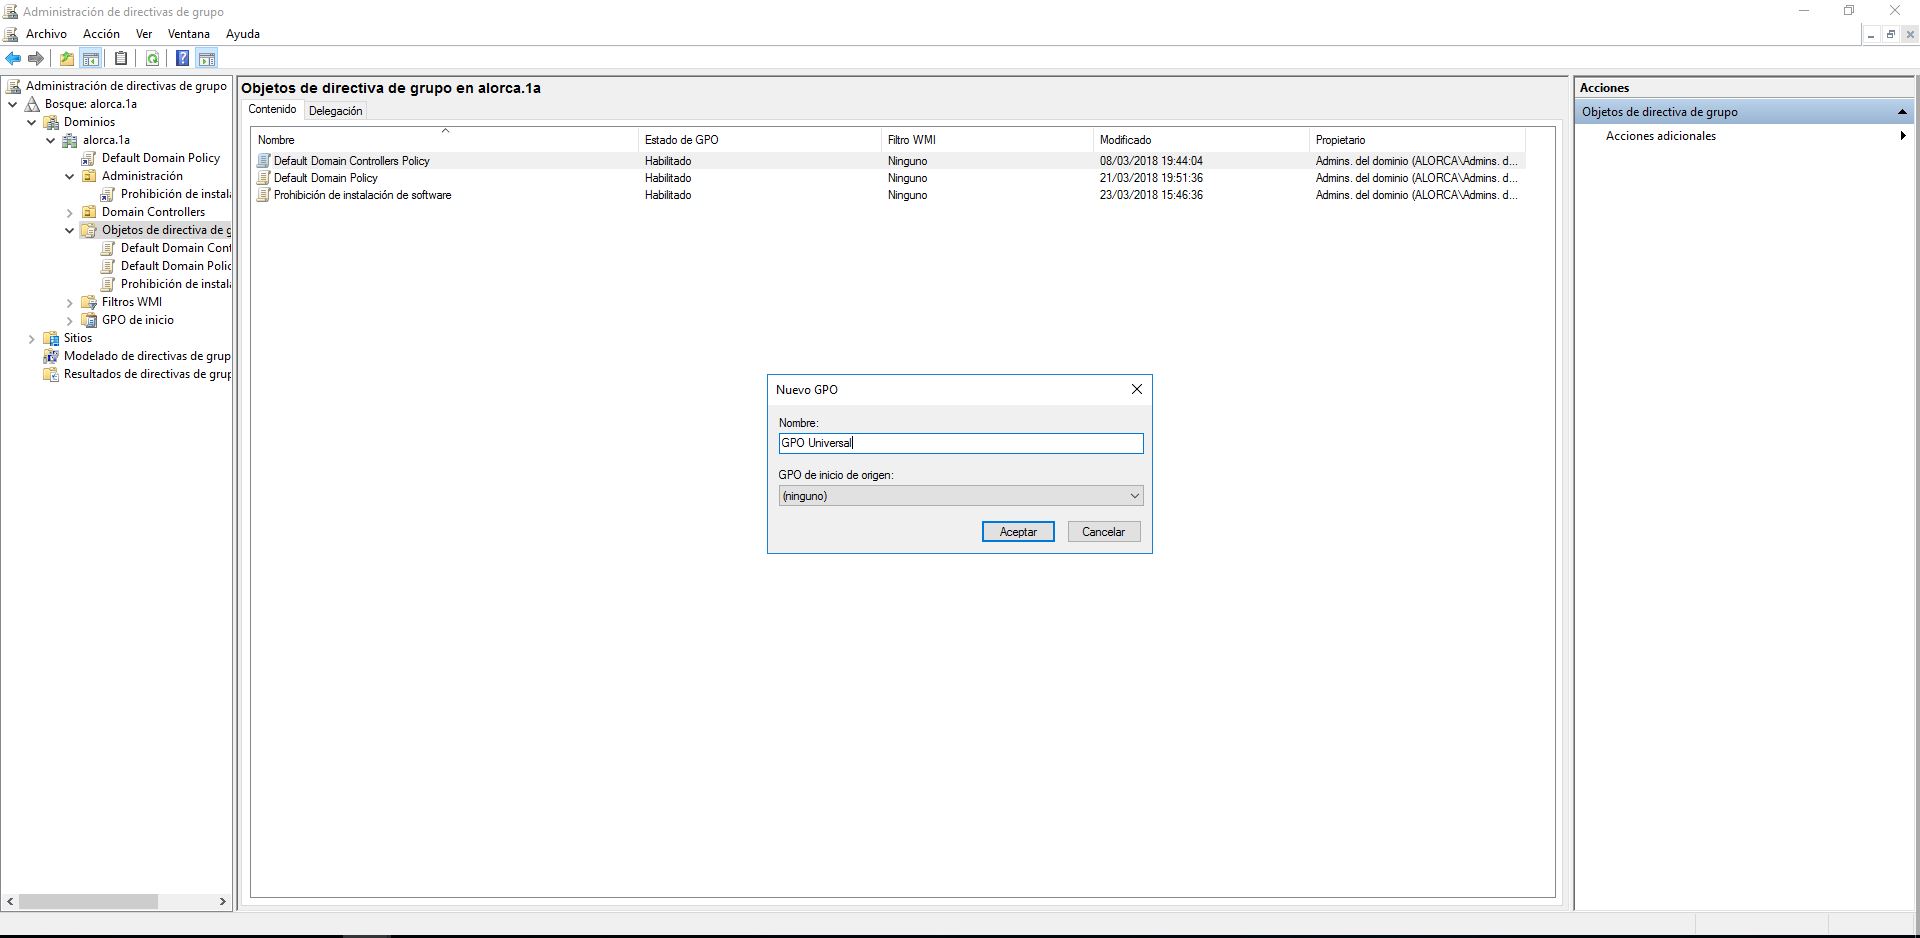 Administración de directivas de grupo
Archivo Acción Ver Ventana Ayuda
Administración de directivas de grupo
Bosque: alorca.1a
Dominios
alorca.1a
Default Domain Policy
Administración
Prohibición de instala
Domain Controllers
Objetos de directiva de g
Default Domain Cont
Default Domain Polic
Prohibición de instala
Filtros WMI
GPO de inicio
Sitios
Modelado de directivas de grup
Resultados de directivas de grup
Objetos de directiva de grupo en alorca.1a
Contenido Delegación
Nombre Estado de GPO Filtro WMI Modificado Propietario
Default Domain Controllers Policy Habilitado Ninguno 08/03/2018 19:44:04 Admins. del dominio (ALORCA\Admins. d...
Default Domain Policy Habilitado Ninguno 21/03/2018 19:51:36 Admins. del dominio (ALORCA\Admins. d...
Prohibición de instalación de software Habilitado Ninguno 23/03/2018 15:46:36 Admins. del dominio (ALORCA\Admins. d...
Nuevo GPO
Nombre:
GPO Universal
GPO de inicio de origen:
(ninguno)
Aceptar Cancelar
Acciones
Objetos de directiva de grupo
Acciones adicionales